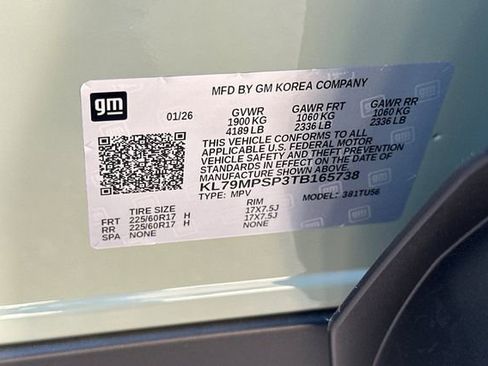 gm
MFD BY GM KOREA COMPANY
01/26 GVWR GAWR FRT GAWR RR
1900 KG 1060 KG 1060 KG
4189 LB 2336 LB 2336 LB
THIS VEHICLE CONFORMS TO ALL
APPLICABLE U.S. FEDERAL MOTOR
VEHICLE SAFETY AND THEFT PREVENTION
STANDARDS IN EFFECT ON THE DATE OF
MANUFACTURE SHOWN ABOVE.
KL79MPSP3TB165738
TYPE: MPV MODEL: 381TU56
TIRE SIZE RIM
FRT 225/60R17 H 17X7.5J
RR 225/60R17 H 17X7.5J
SPA NONE NONE